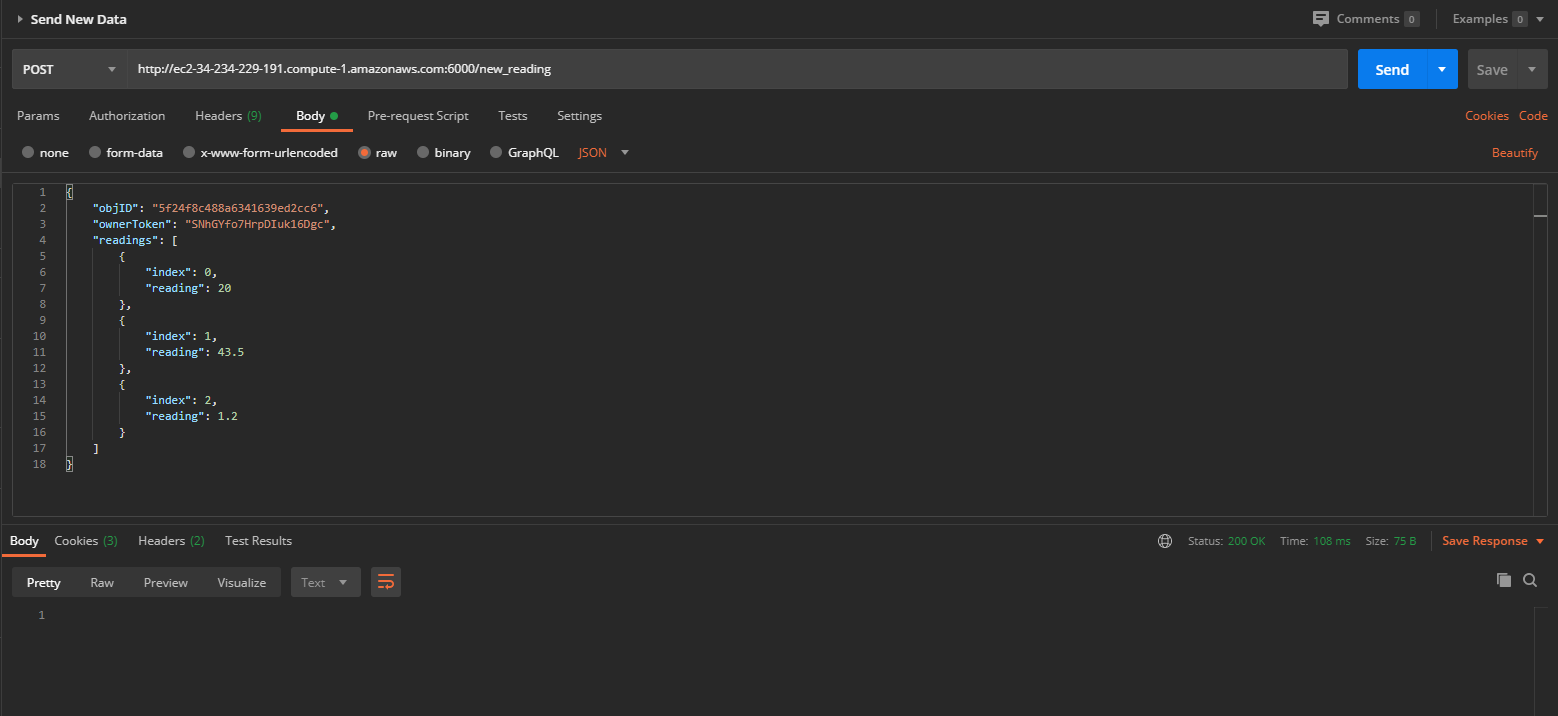 Send New Data Comments 0 Examples 0
POST http://ec2-34-234-229-191.compute-1.amazonaws.com:6000/new_reading Send Save
Params Authorization Headers (9) Body Pre-request Script Tests Settings Cookies Code
none form-data x-www-form-urlencoded raw binary GraphQL JSON Beautify
1 {
2 "objID": "5f24f8c488a6341639ed2cc6",
3 "ownerToken": "SNhGYfo7HrpDIuk16Dgc",
4 "readings": [
5 {
6 "index": 0,
7 "reading": 20
8 },
9 {
10 "index": 1,
11 "reading": 43.5
12 },
13 {
14 "index": 2,
15 "reading": 1.2
16 }
17 ]
18 }
Body Cookies (3) Headers (2) Test Results Status: 200 OK Time: 108 ms Size: 75 B Save Response
Pretty Raw Preview Visualize Text
1